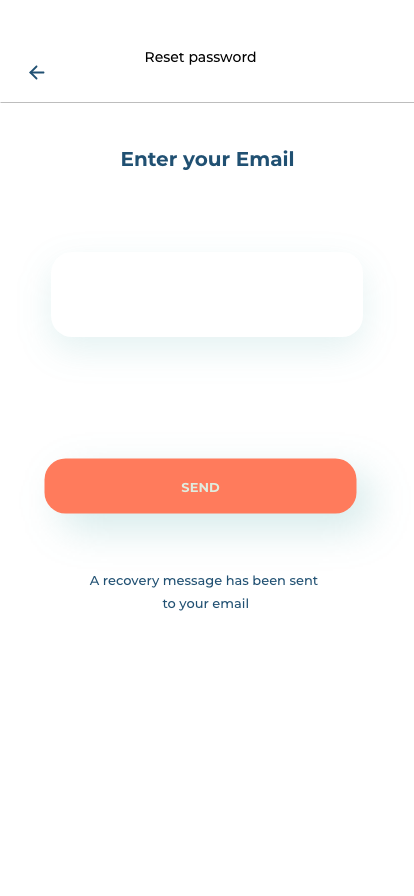 Reset password
Enter your Email
SEND
A recovery message has been sent
to your email